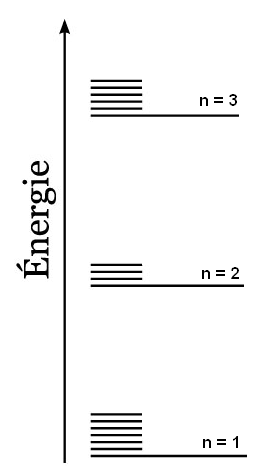 n = 3
Énergie
n = 2
n = 1